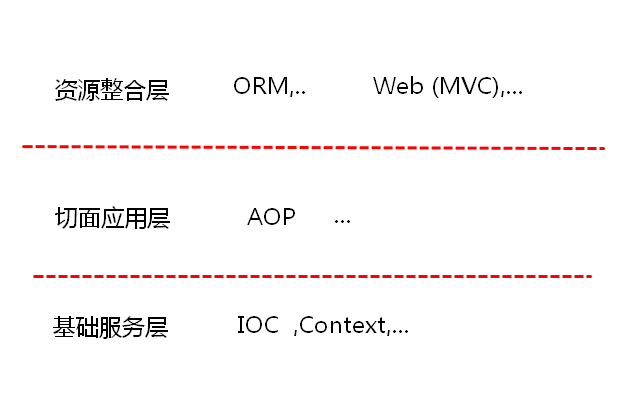 资源整合层 ORM,.. Web (MVC),...
切面应用层 AOP ...
基础服务层 IOC ,Context,...